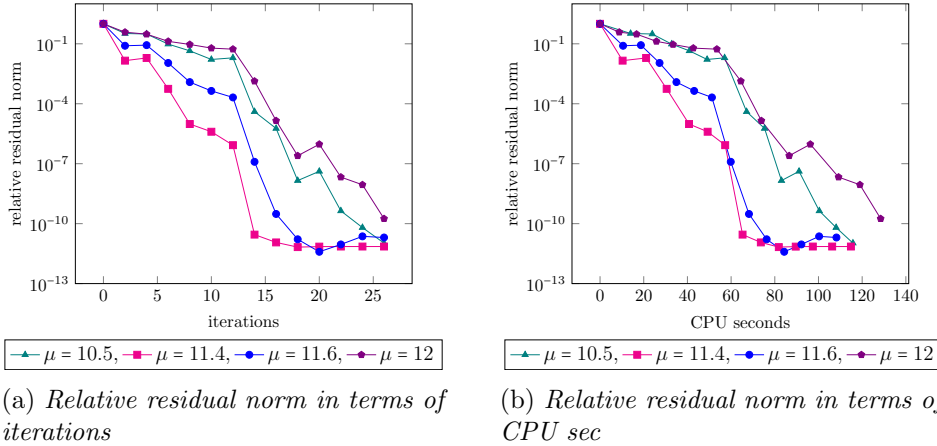 10^{-1}
10^{-4}
10^{-7}
10^{-10}
10^{-13}
relative residual norm
0 5 10 15 20 25
iterations
μ = 10.5, μ = 11.4, μ = 11.6, μ = 12
(a) Relative residual norm in terms of
iterations
10^{-1}
10^{-4}
10^{-7}
10^{-10}
10^{-13}
relative residual norm
0 20 40 60 80 100 120 140
CPU seconds
μ = 10.5, μ = 11.4, μ = 11.6, μ = 12
(b) Relative residual norm in terms of
CPU sec